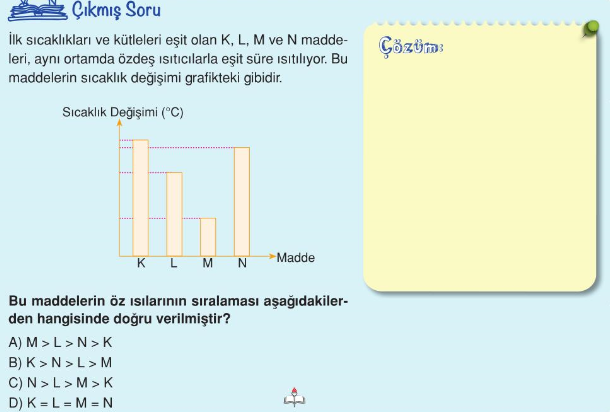 Çıkmış Soru
İlk sıcaklıkları ve kütleleri eşit olan K, L, M ve N madde-
leri, aynı ortamda özdeş ısıtıcılarla eşit süre ısıtılıyor. Bu
maddelerin sıcaklık değişimi grafikteki gibidir.
Sıcaklık Değişimi (°C)
K L M N
Madde
Bu maddelerin öz ısılarının sıralaması aşağıdakiler-
den hangisinde doğru verilmiştir?
A) M > L > N > K
B) K > N > L > M
C) N > L > M > K
D) K = L = M = N
Çözüm: